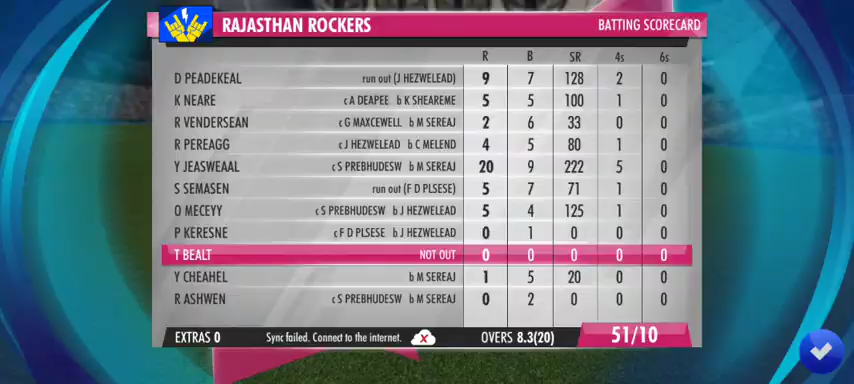 RAJASTHAN ROCKERS BATTING SCORECARD
R B SR 4s 6s
D PEADEKEAL run out (J HEZWELEAD) 9 7 128 2 0
K NEARE c A DEAPEE b K SHEAREME 5 5 100 1 0
R VENDERSEAN c G MAXCEWELL b M SEREAJ 2 6 33 0 0
R PEREAGG c J HEZWELEAD b C MELEND 4 5 80 1 0
Y JEASWEAAL c S PREBHUDESW b M SEREAJ 20 9 222 5 0
S SEMASEN run out (F D PLSESE) 5 7 71 1 0
O MECEYY c S PREBHUDESW b J HEZWELEAD 5 4 125 1 0
P KERESNE c F D PLSESE b J HEZWELEAD 0 1 0 0 0
T BEALT NOT OUT 0 0 0 0 0
Y CHEAHEL b M SEREAJ 1 5 20 0 0
R ASHWEN c S PREBHUDESW b M SEREAJ 0 2 0 0 0
EXTRAS 0 Sync failed. Connect to the internet. OVERS 8.3(20) 51/10